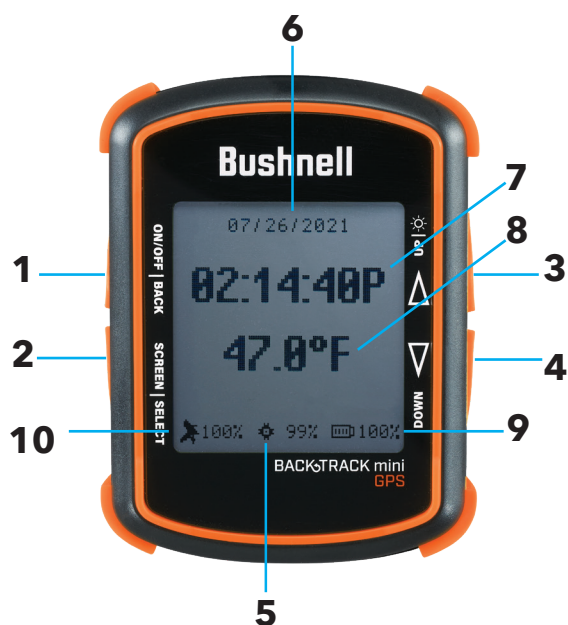 6
Bushnell
7
8
07/26/2021
UP
1
ON/OFF | BACK
02:14:40P
3
2
SCREEN | SELECT
47.0°F
4
DOWN
10
100% 99% 100%
9
BACKTRACK mini
GPS
5